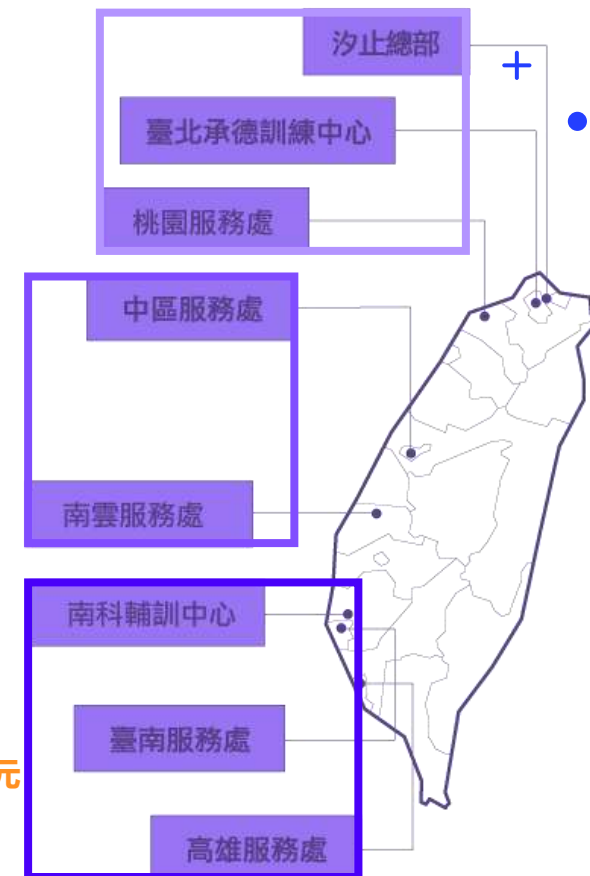 汐止總部
臺北承德訓練中心
桃園服務處
中區服務處
南雲服務處
南科輔訓中心
臺南服務處
元
高雄服務處